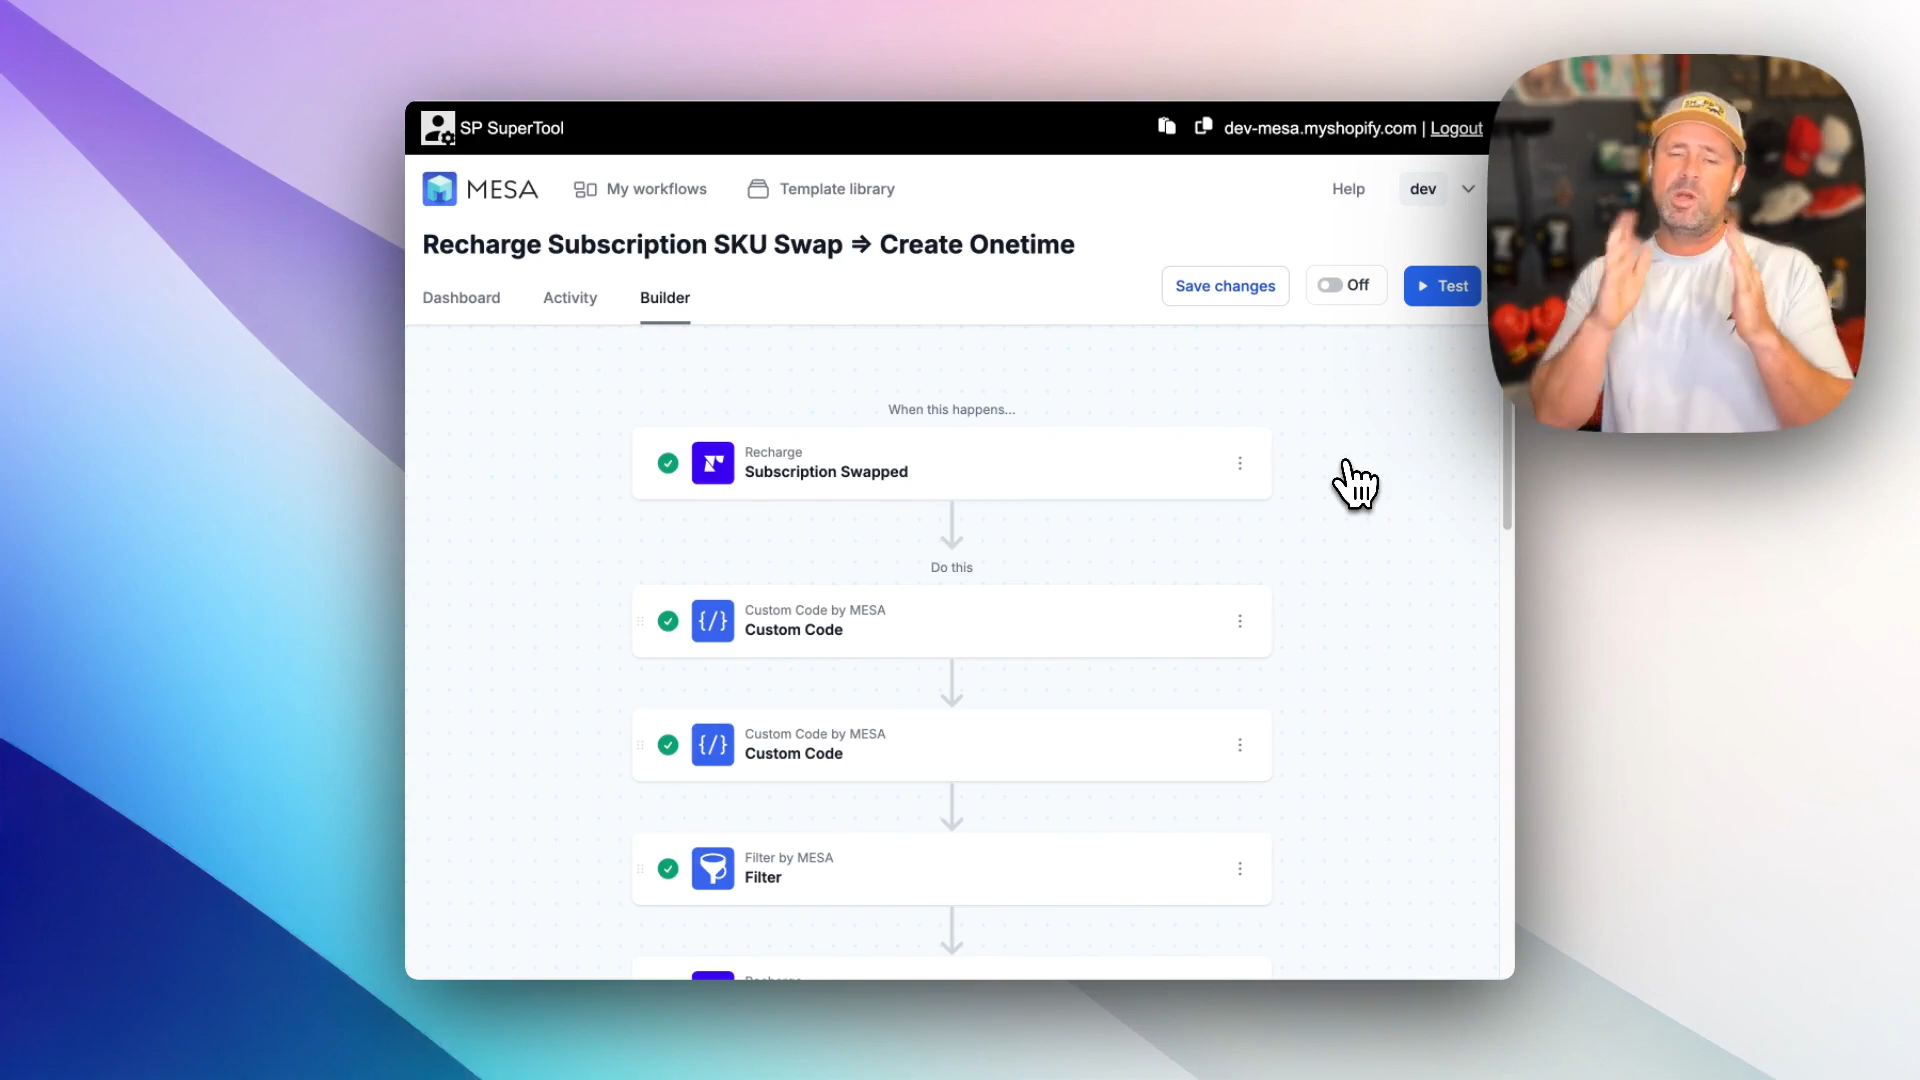 SP SuperTool
dev-mesa.myshopify.com | Logout
MESA
My workflows
Template library
Help
dev
Recharge Subscription SKU Swap ⇒ Create Onetime
Dashboard
Activity
Builder
Save changes
Off
Test
When this happens...
Recharge
Subscription Swapped
Do this
Custom Code by MESA
{/}
Custom Code
Custom Code by MESA
{/}
Custom Code
Filter by MESA
Filter
Recharge